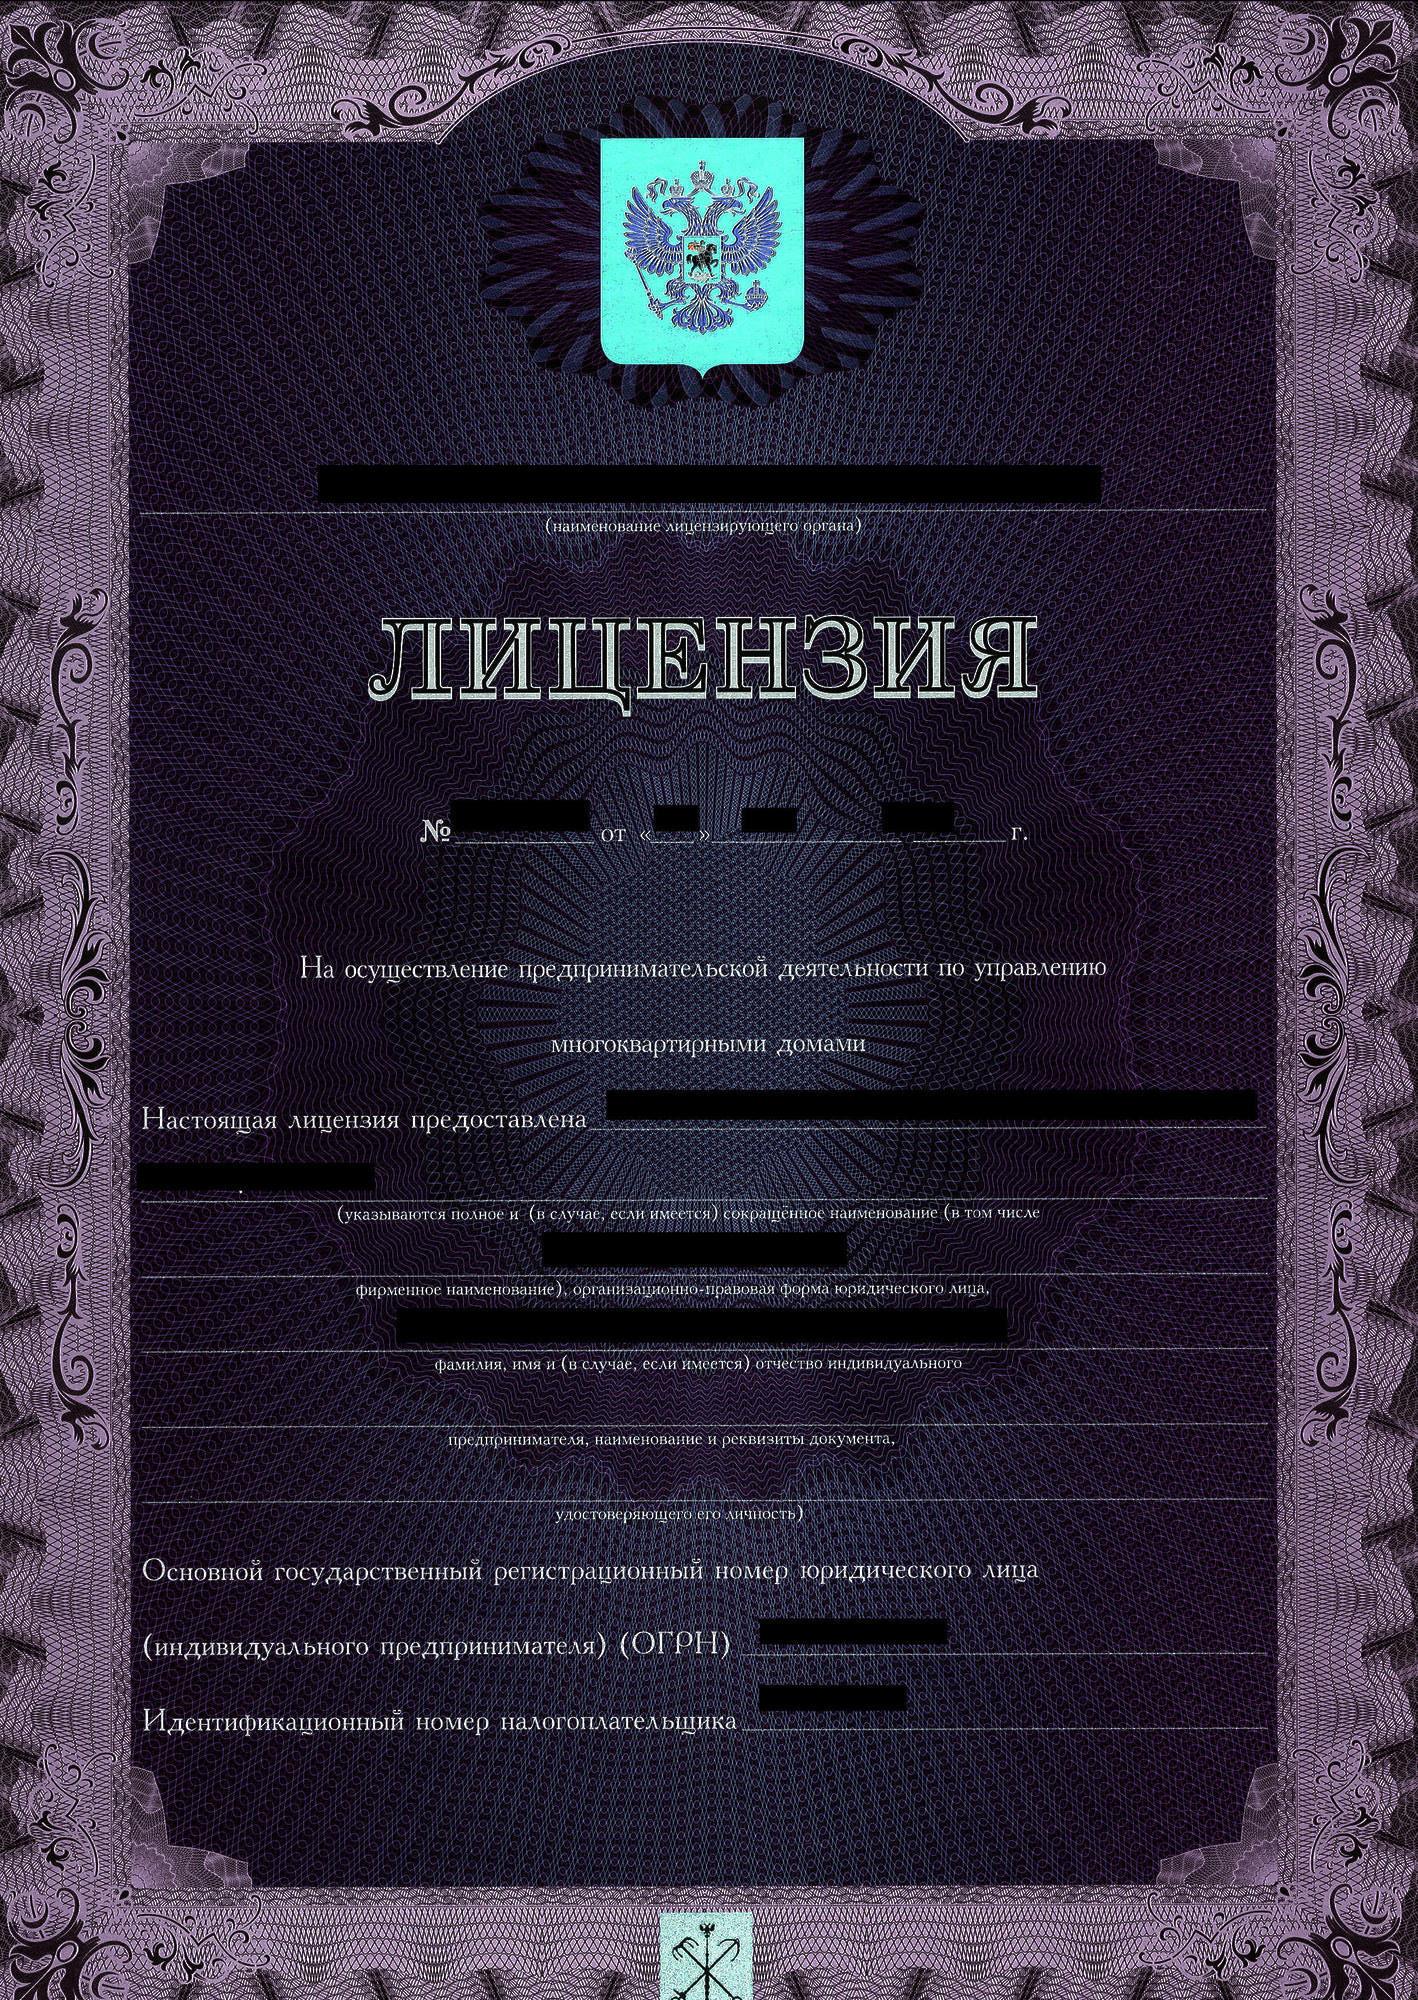 (наименование лицензирующего органа)
ЛИЦЕНЗИЯ
№ от « » г.
На осуществление предпринимательской деятельности по управлению
многоквартирными домами
Настоящая лицензия предоставлена
(указываются полное и (в случае, если имеется) сокращённое наименование (в том числе
фирменное наименование), организационно-правовая форма юридического лица,
фамилия, имя и (в случае, если имеется) отчество индивидуального
предпринимателя, наименование и реквизиты документа,
удостоверяющего его личность)
Основной государственный регистрационный номер юридического лица
(индивидуального предпринимателя) (ОГРН)
Идентификационный номер налогоплательщика